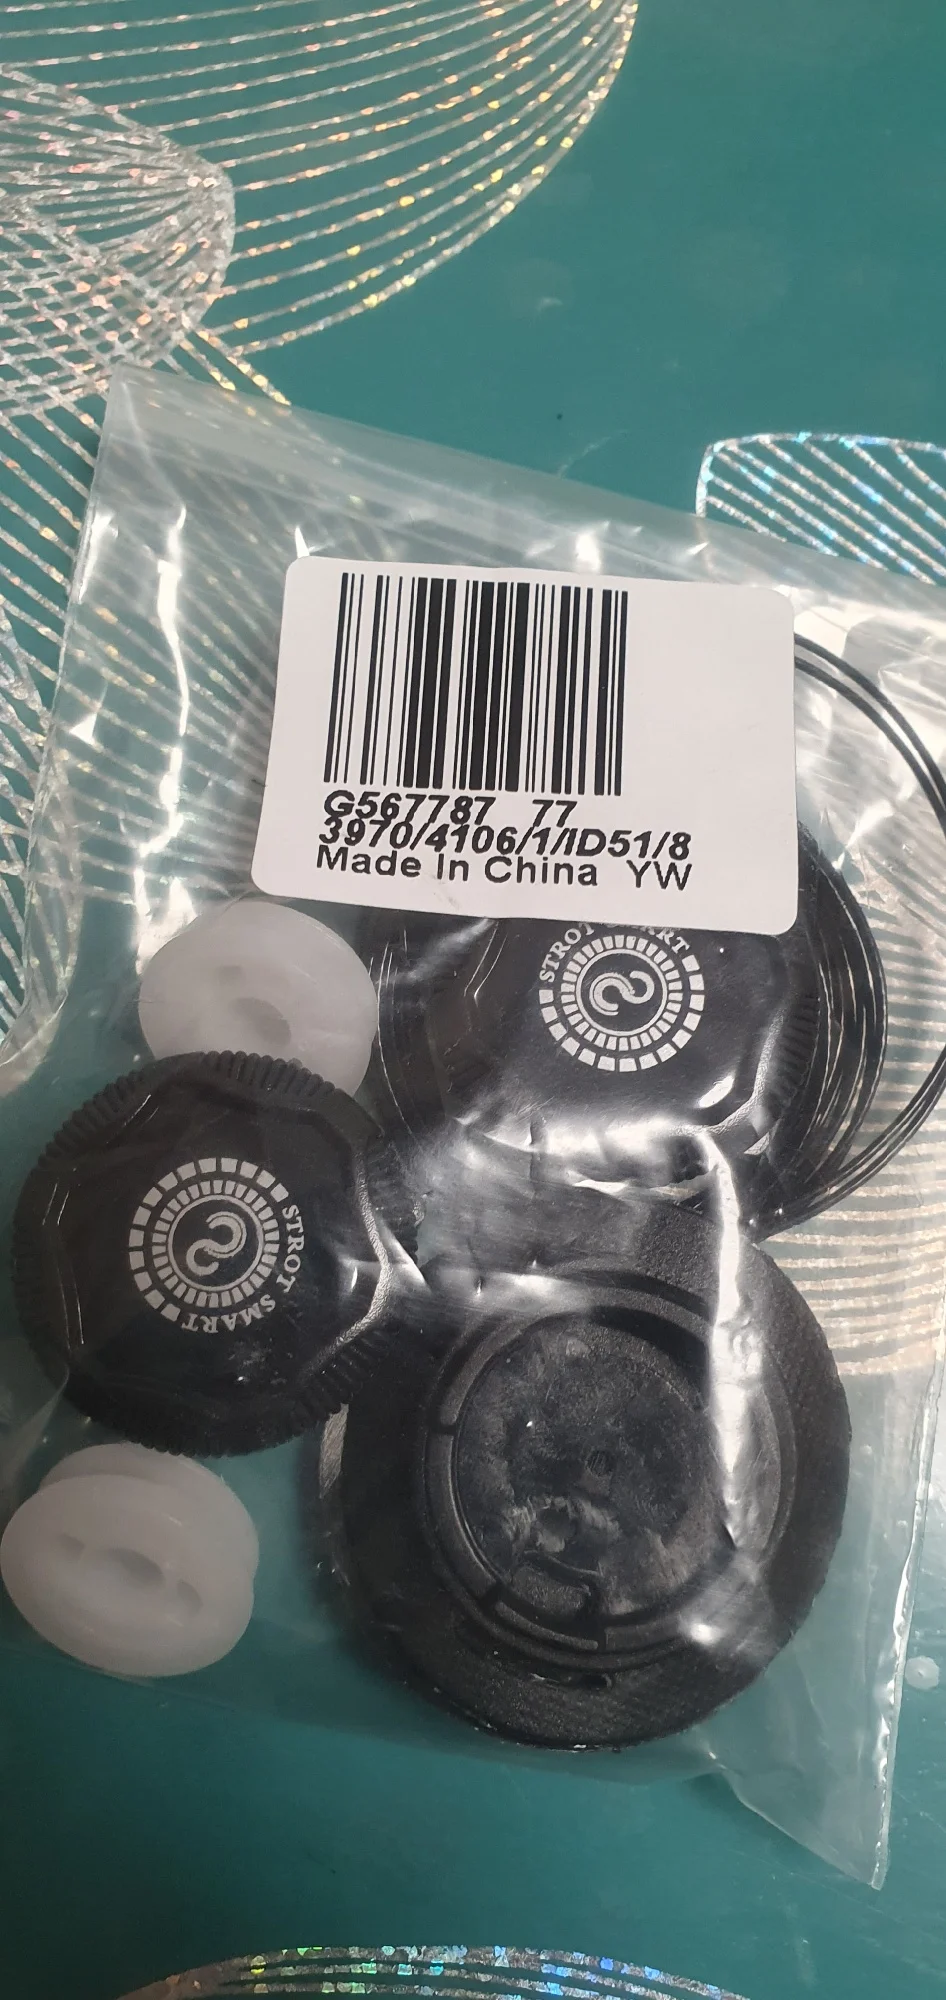 G567787 77
3970/4106/1/ID51/8
Made In China YW
STROT SMART
STROT SMART